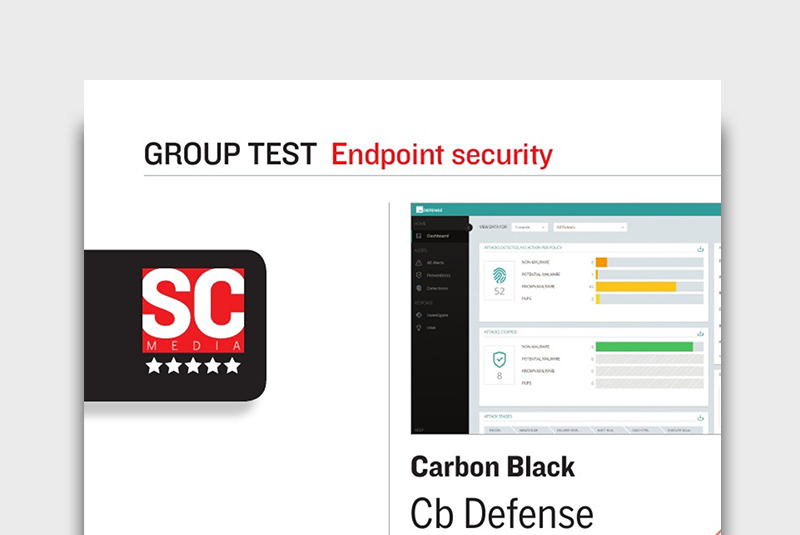 GROUP TEST Endpoint security
SC
MEDIA
DEFENSE
Dashboard
VIEW DATA FOR
ATTACKS DETECTED, NO ACTION PER POLICY
52
NON-MALWARE
POTENTIAL MALWARE
KNOWN MALWARE
PUPS
ATTACKS STOPPED
8
NON-MALWARE
POTENTIAL MALWARE
KNOWN MALWARE
PUPS
ATTACK STAGES
Carbon Black
Cb Defense